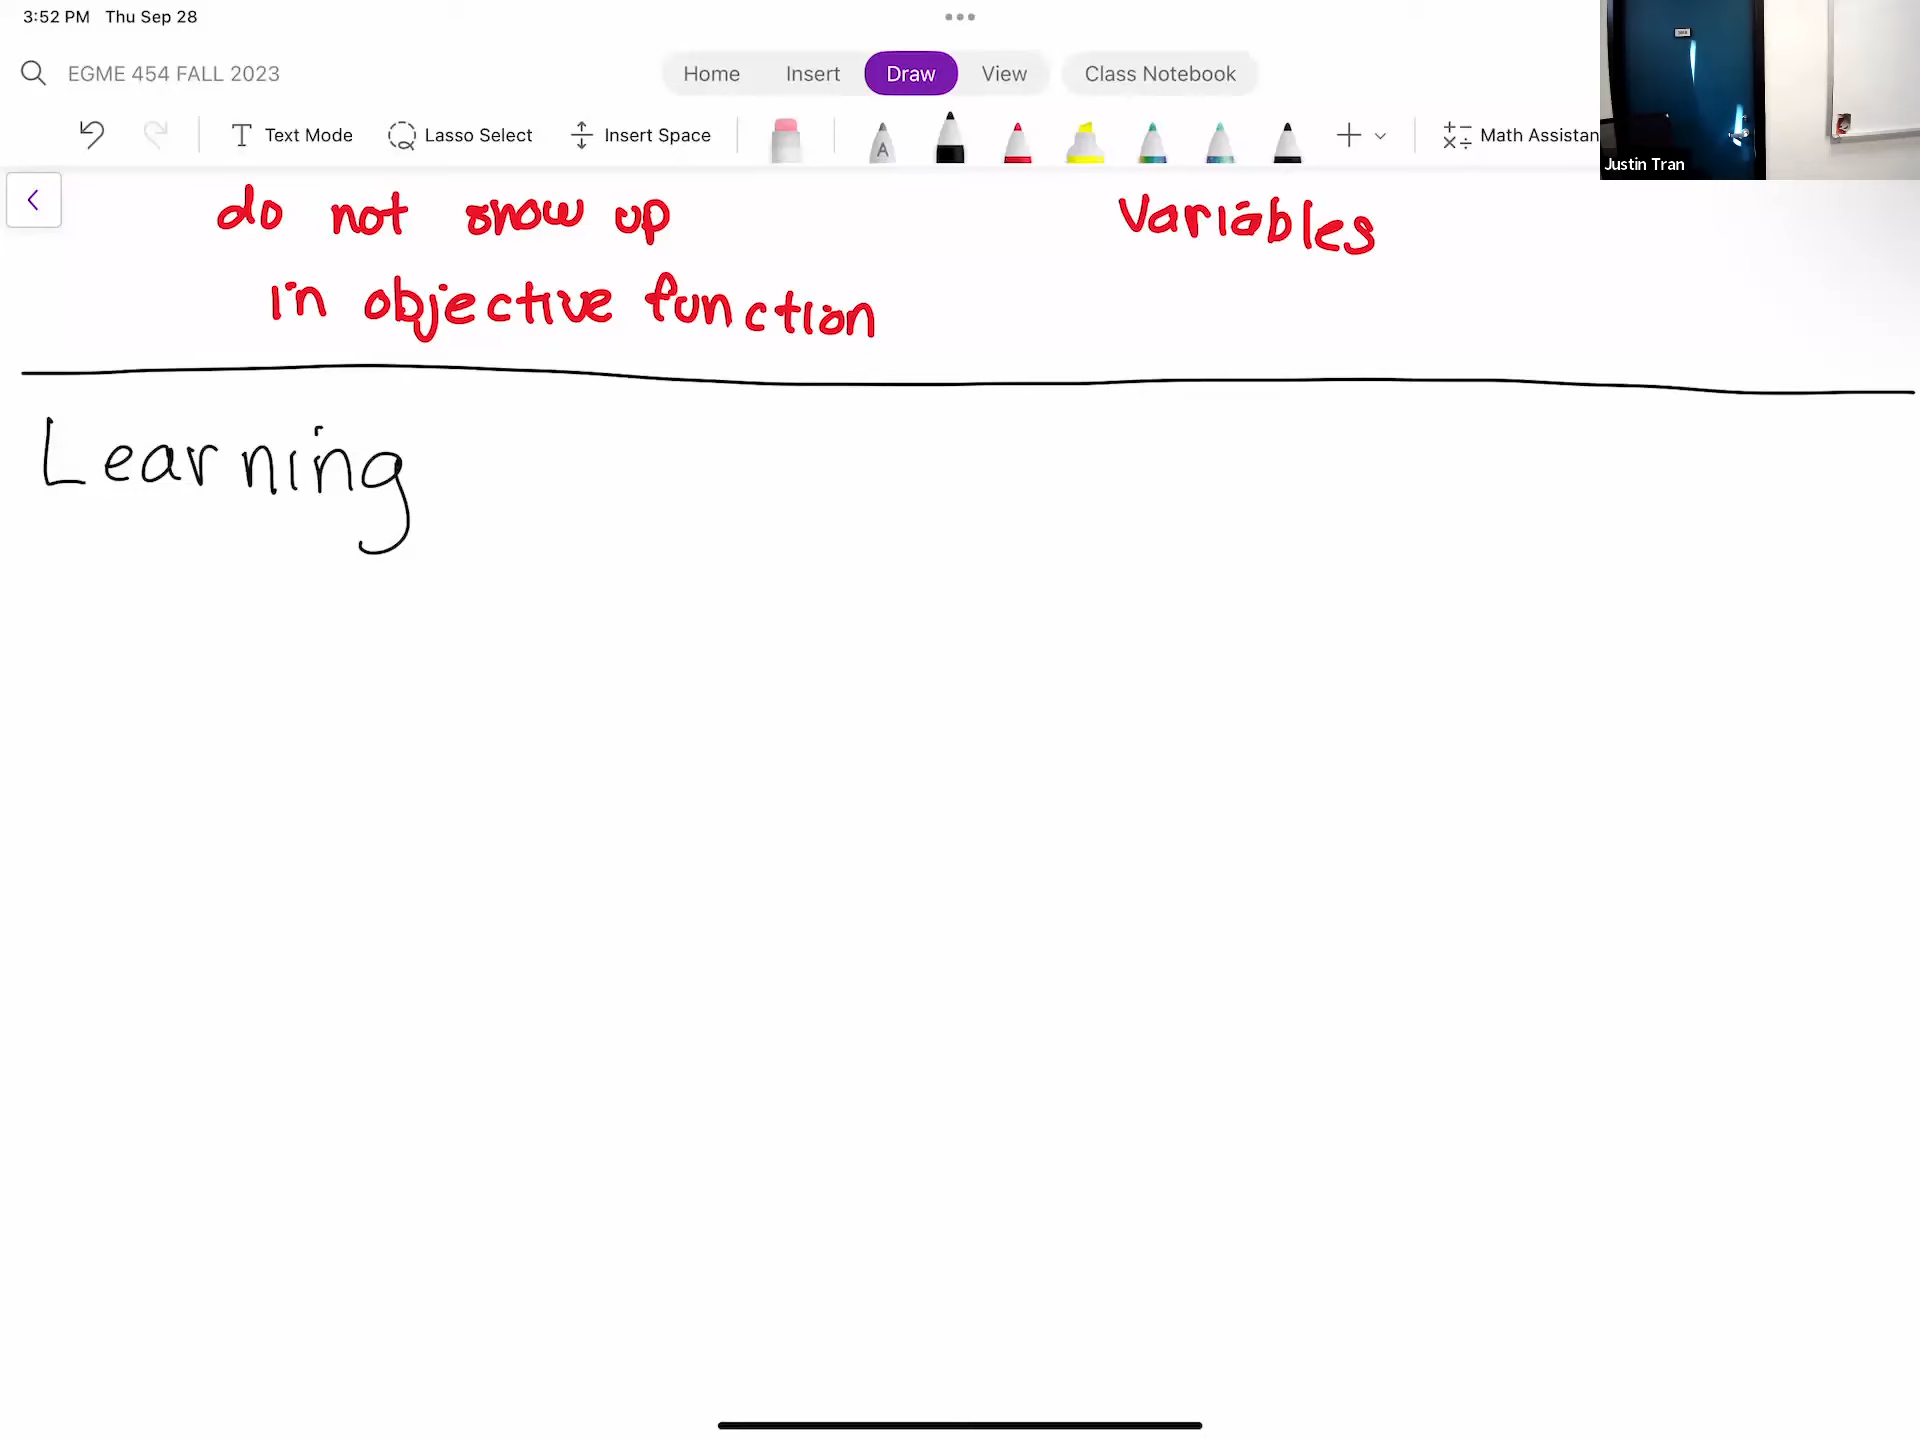 3:52 PM Thu Sep 28
EGME 454 FALL 2023
Home Insert Draw View Class Notebook
Text Mode Lasso Select Insert Space A Math Assistan
Justin Tran
do not show up Variables
in objective function
Learning